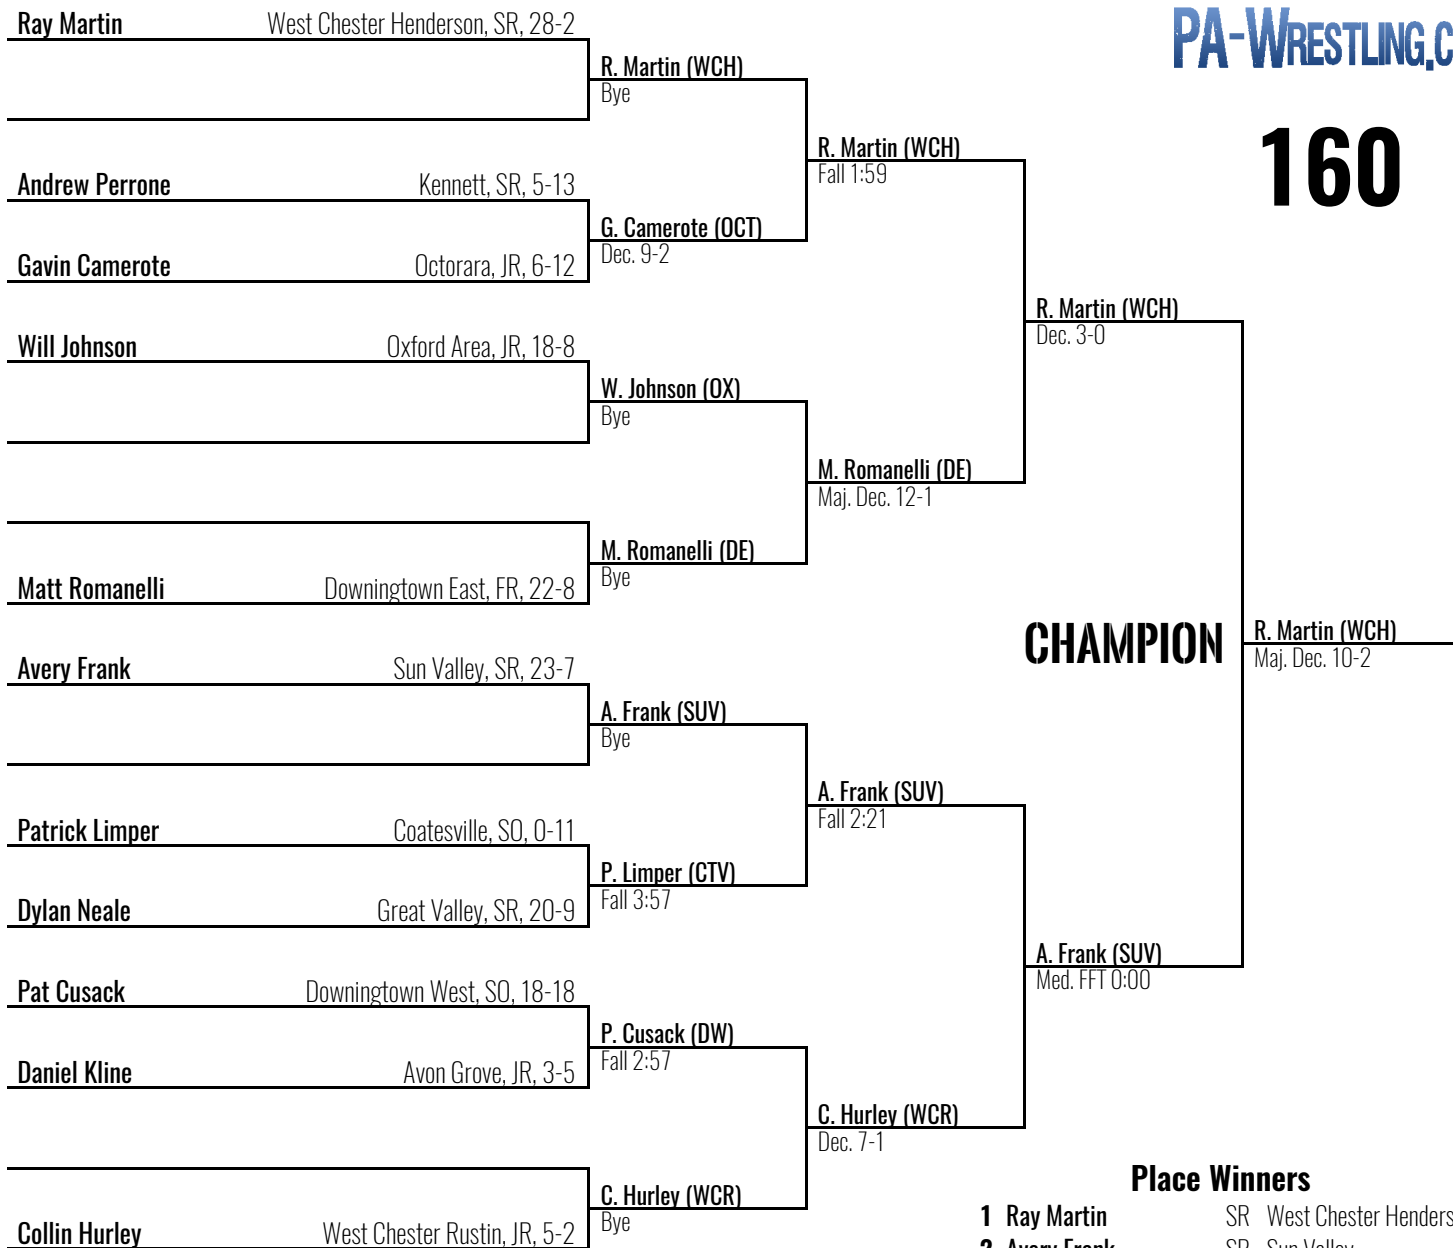 Ray Martin West Chester Henderson, SR, 28-2
PA-WRESTLING.C
R. Martin (WCH)
Bye
160
R. Martin (WCH)
Fall 1:59
Andrew Perrone Kennett, SR, 5-13
G. Camerote (OCT)
Dec. 9-2
Gavin Camerote Octorara, JR, 6-12
R. Martin (WCH)
Dec. 3-0
Will Johnson Oxford Area, JR, 18-8
W. Johnson (OX)
Bye
M. Romanelli (DE)
Maj. Dec. 12-1
M. Romanelli (DE)
Bye
Matt Romanelli Downingtown East, FR, 22-8
CHAMPION
R. Martin (WCH)
Maj. Dec. 10-2
Avery Frank Sun Valley, SR, 23-7
A. Frank (SUV)
Bye
A. Frank (SUV)
Fall 2:21
Patrick Limper Coatesville, SO, 0-11
P. Limper (CTV)
Fall 3:57
Dylan Neale Great Valley, SR, 20-9
A. Frank (SUV)
Med. FFT 0:00
Pat Cusack Downingtown West, SO, 18-18
P. Cusack (DW)
Fall 2:57
Daniel Kline Avon Grove, JR, 3-5
C. Hurley (WCR)
Dec. 7-1
C. Hurley (WCR)
Bye
Collin Hurley West Chester Rustin, JR, 5-2
Place Winners
1 Ray Martin SR West Chester Henders
2 Avery Frank SR Sun Valley